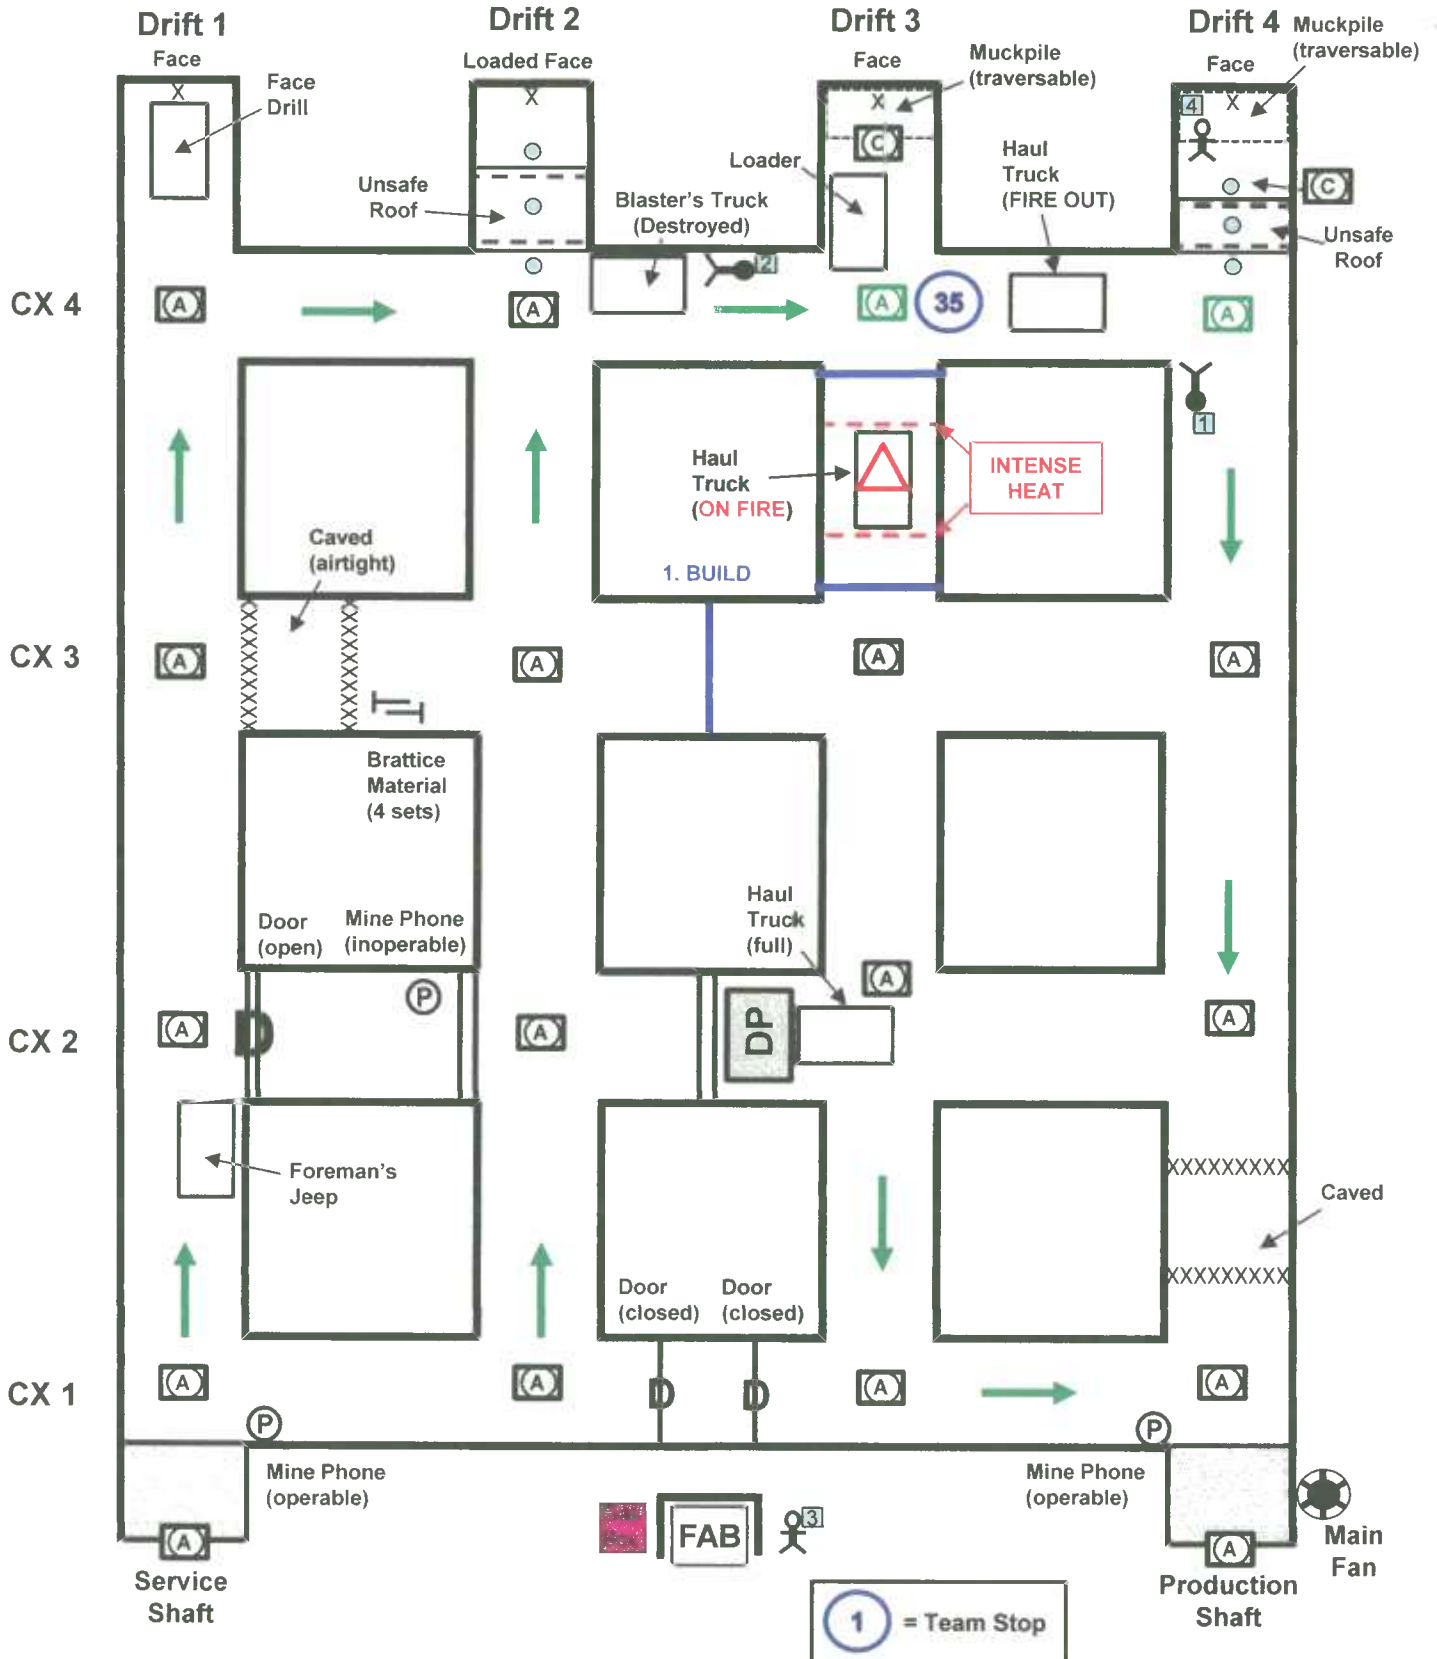 Drift 1
Drift 2
Drift 3
Drift 4
Face
Loaded Face
Face
Face
Muckpile
(traversable)
Muckpile
(traversable)
Face
Drill
X
X
X
X
4
C
C
Loader
Haul
Truck
(FIRE OUT)
Unsafe
Roof
Blaster's Truck
(Destroyed)
2
Unsafe
Roof
CX 4
A
A
A
35
A
1
Haul
Truck
(ON FIRE)
INTENSE
HEAT
Caved
(airtight)
1. BUILD
CX 3
A
A
A
A
XXXXXXXXXX
XXXXXXXXXX
Brattice
Material
(4 sets)
Door
(open)
Mine Phone
(inoperable)
Haul
Truck
(full)
P
A
CX 2
A
D
A
DP
A
Foreman's
Jeep
XXXXXXXXXX
Caved
XXXXXXXXXX
Door
(closed)
Door
(closed)
CX 1
A
A
D
D
A
A
P
P
Mine Phone
(operable)
Mine Phone
(operable)
FAB
3
A
A
Service
Shaft
Production
Shaft
Main
Fan
1 = Team Stop